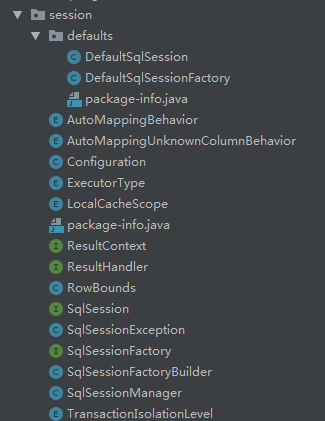 session
defaults
DefaultSqlSession
DefaultSqlSessionFactory
package-info.java
AutoMappingBehavior
AutoMappingUnknownColumnBehavior
Configuration
ExecutorType
LocalCacheScope
package-info.java
ResultContext
ResultHandler
RowBounds
SqlSession
SqlSessionException
SqlSessionFactory
SqlSessionFactoryBuilder
SqlSessionManager
TransactionIsolationLevel